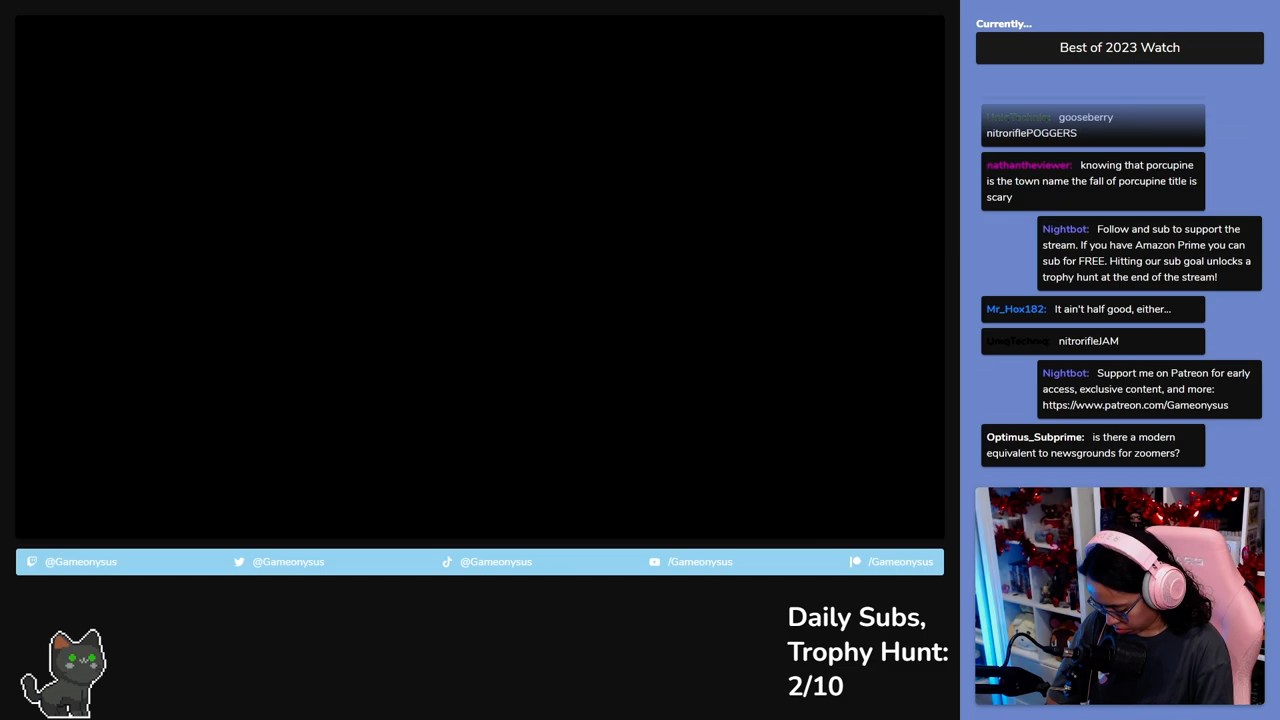 Currently...
Best of 2023 Watch
gooseberry
nitroriflePOGGERS
nathantheviewer: knowing that porcupine
is the town name the fall of porcupine title is
scary
Nightbot: Follow and sub to support the
stream. If you have Amazon Prime you can
sub for FREE. Hitting our sub goal unlocks a
trophy hunt at the end of the stream!
Mr_Hox182: It ain't half good, either...
nitrorifleJAM
Nightbot: Support me on Patreon for early
access, exclusive content, and more:
https://www.patreon.com/Gameonysus
Optimus_Subprime: is there a modern
equivalent to newsgrounds for zoomers?
@Gameonysus @Gameonysus @Gameonysus /Gameonysus /Gameonysus
Daily Subs,
Trophy Hunt:
2/10